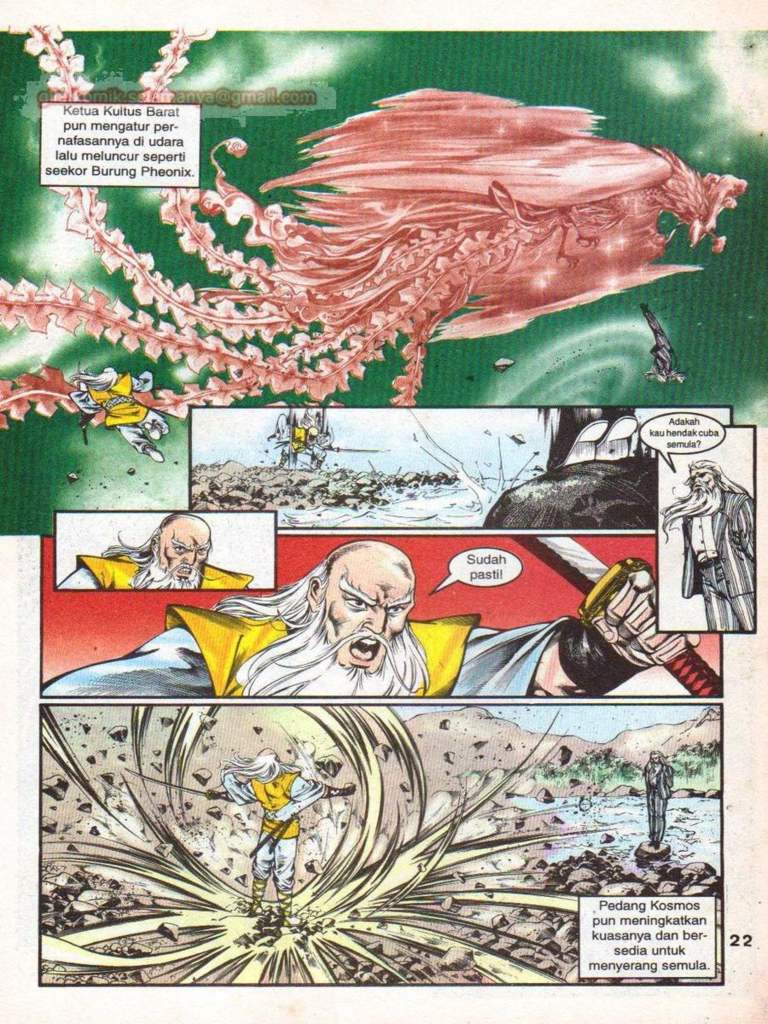 Ketua Kultus Barat
pun mengatur per-
nafasannya di udara
lalu meluncur seperti
seekor Burung Pheonix.
Adakah
kau hendak cuba
semula?
Sudah
pasti!
Pedang Kosmos
pun meningkatkan
kuasanya dan ber-
sedia untuk
menyerang semula.
22